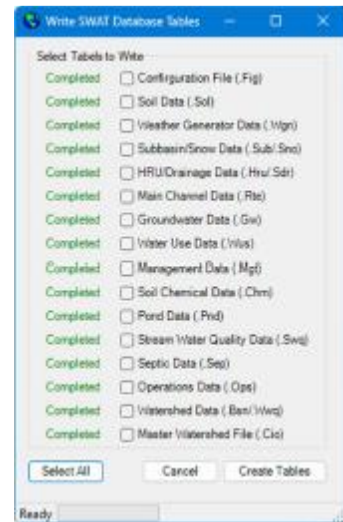 Write SWAT Database Tables
Select Tabels to Write
Completed Configuration File (.Fig)
Completed Soil Data (.Sol)
Completed Weather Generator Data (.Wgn)
Completed Subbasin/Snow Data (.Sub/.Sno)
Completed HRU/Drainage Data (.Hru/.Sdr)
Completed Main Channel Data (.Rte)
Completed Groundwater Data (.Gw)
Completed Water Use Data (.Wus)
Completed Management Data (.Mgt)
Completed Soil Chemical Data (.Chm)
Completed Pond Data (.Pnd)
Completed Stream Water Quality Data (.Swq)
Completed Septic Data (.Sep)
Completed Operations Data (.Ops)
Completed Watershed Data (.Bsn/.Wwq)
Completed Master Watershed File (.Cio)
Select All Cancel Create Tables
Ready